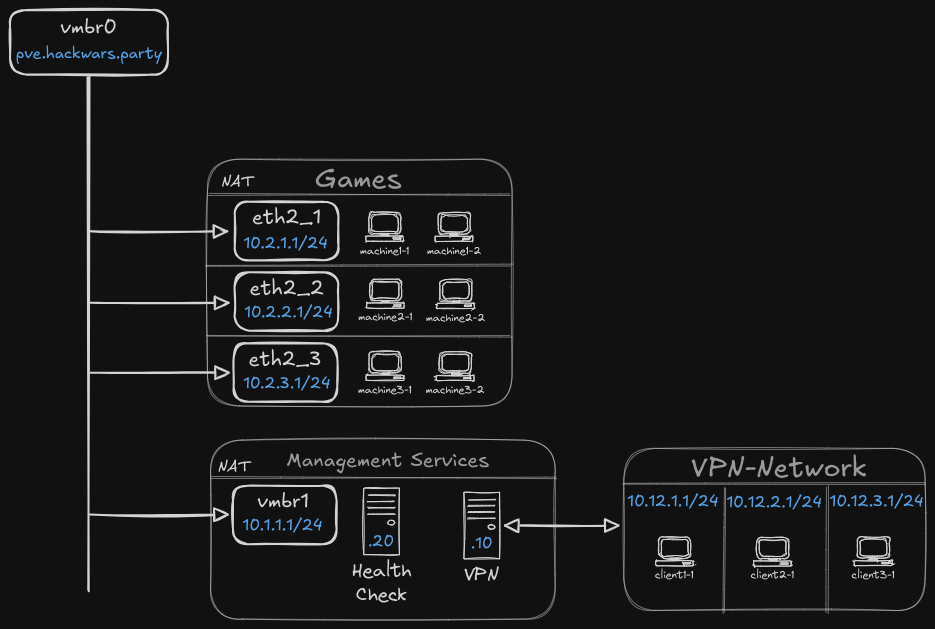 vmbr0
pve.hackwars.party
NAT
Games
eth2_1
10.2.1.1/24
machine1-1
machine1-2
eth2_2
10.2.2.1/24
machine2-1
machine2-2
eth2_3
10.2.3.1/24
machine3-1
machine3-2
NAT
Management Services
vmbr1
10.1.1.1/24
.20
Health
Check
.10
VPN
VPN-Network
10.12.1.1/24
10.12.2.1/24
10.12.3.1/24
client1-1
client2-1
client3-1